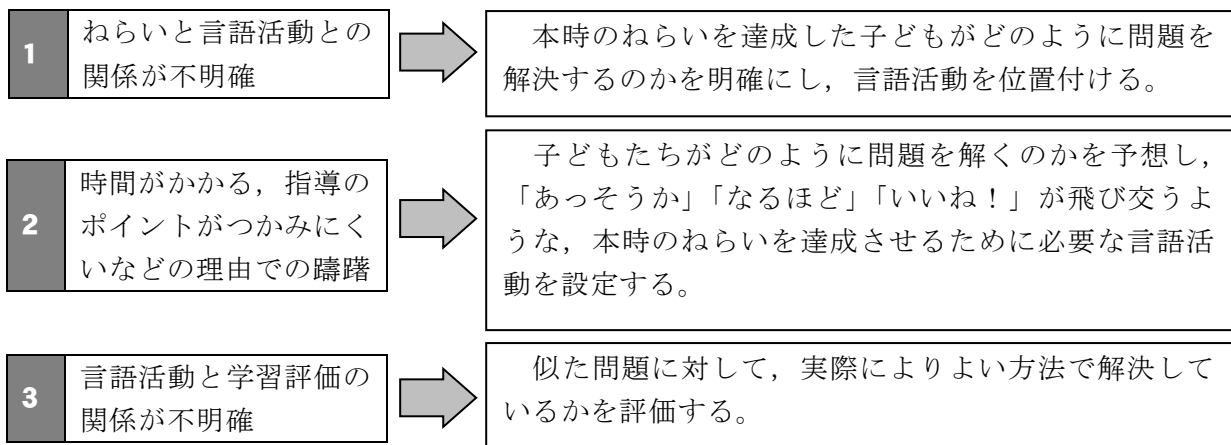 1
ねらいと言語活動との
関係が不明確
本時のねらいを達成した子どもがどのように問題を
解決するのかを明確にし，言語活動を位置付ける。
2
時間がかかる，指導の
ポイントがつかみにく
いなどの理由での躊躇
子どもたちがどのように問題を解くのかを予想し，
「あっそうか」「なるほど」「いいね！」が飛び交うよ
うな，本時のねらいを達成させるために必要な言語活
動を設定する。
3
言語活動と学習評価の
関係が不明確
似た問題に対して，実際によりよい方法で解決して
いるかを評価する。